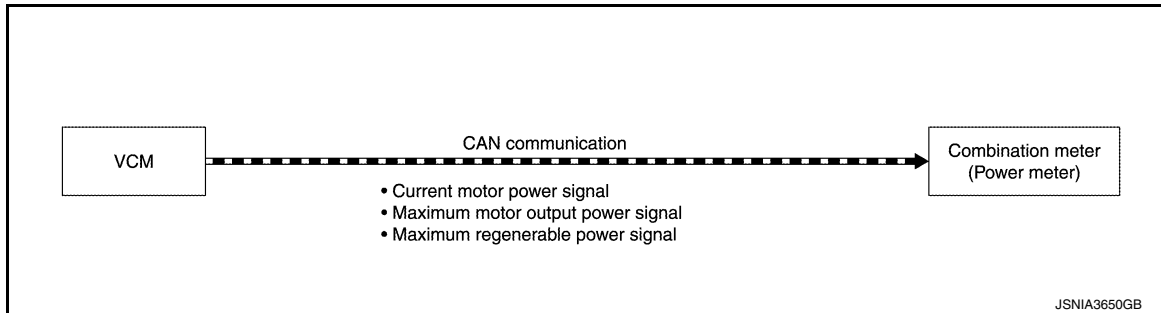 VCM
CAN communication
• Current motor power signal
• Maximum motor output power signal
• Maximum regenerable power signal
Combination meter
(Power meter)
JSNIA3650GB